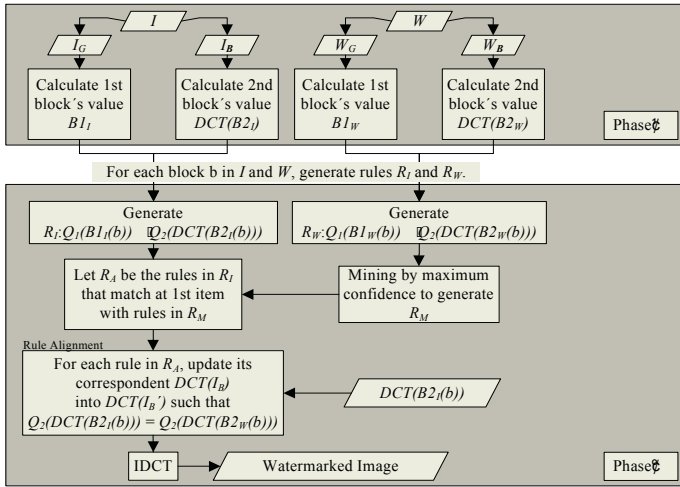 I
W
I_G
I_B
W_G
W_B
Calculate 1st
block´s value
B1_I
Calculate 2nd
block´s value
DCT(B2_I)
Calculate 1st
block´s value
B1_W
Calculate 2nd
block´s value
DCT(B2_W)
Phase
For each block b in I and W, generate rules R_I and R_W.
Generate
R_I:Q_1(B1_I(b)) Q_2(DCT(B2_I(b)))
Generate
R_W:Q_1(B1_W(b)) Q_2(DCT(B2_W(b)))
Let R_A be the rules in R_I
that match at 1st item
with rules in R_M
Mining by maximum
confidence to generate
R_M
Rule Alignment
For each rule in R_A, update its
correspondent DCT(I_B)
into DCT(I_B´) such that
Q_2(DCT(B2_I(b))) = Q_2(DCT(B2_W(b)))
DCT(B2_I(b))
IDCT
Watermarked Image
Phase